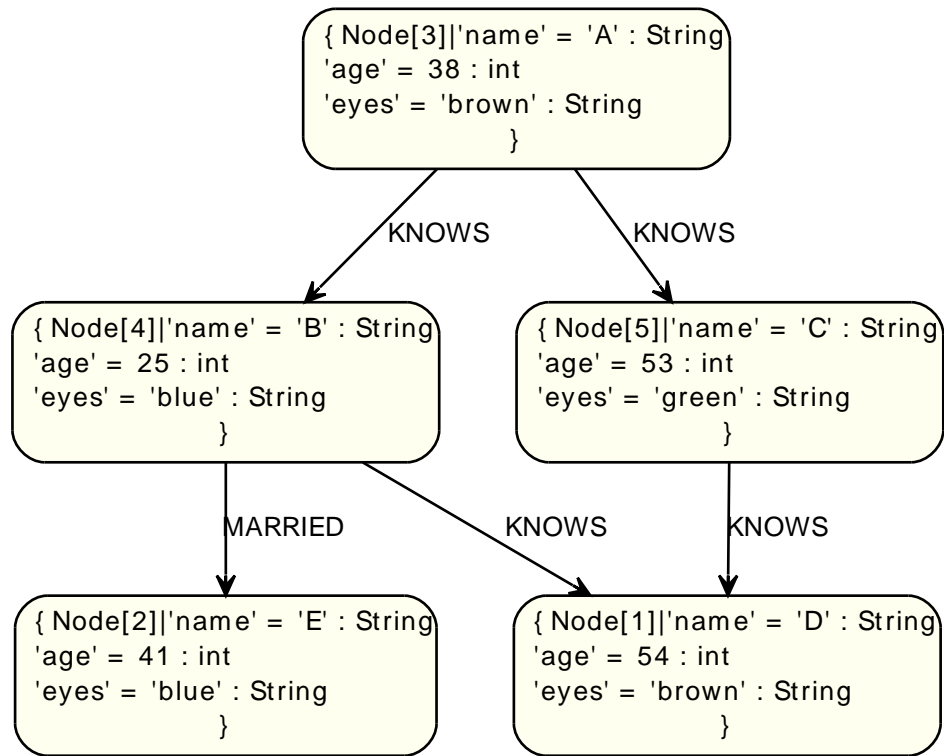 { Node[3]|'name' = 'A' : String
'age' = 38 : int
'eyes' = 'brown' : String
}
KNOWS
KNOWS
{ Node[4]|'name' = 'B' : String
'age' = 25 : int
'eyes' = 'blue' : String
}
{ Node[5]|'name' = 'C' : String
'age' = 53 : int
'eyes' = 'green' : String
}
MARRIED
KNOWS
KNOWS
{ Node[2]|'name' = 'E' : String
'age' = 41 : int
'eyes' = 'blue' : String
}
{ Node[1]|'name' = 'D' : String
'age' = 54 : int
'eyes' = 'brown' : String
}